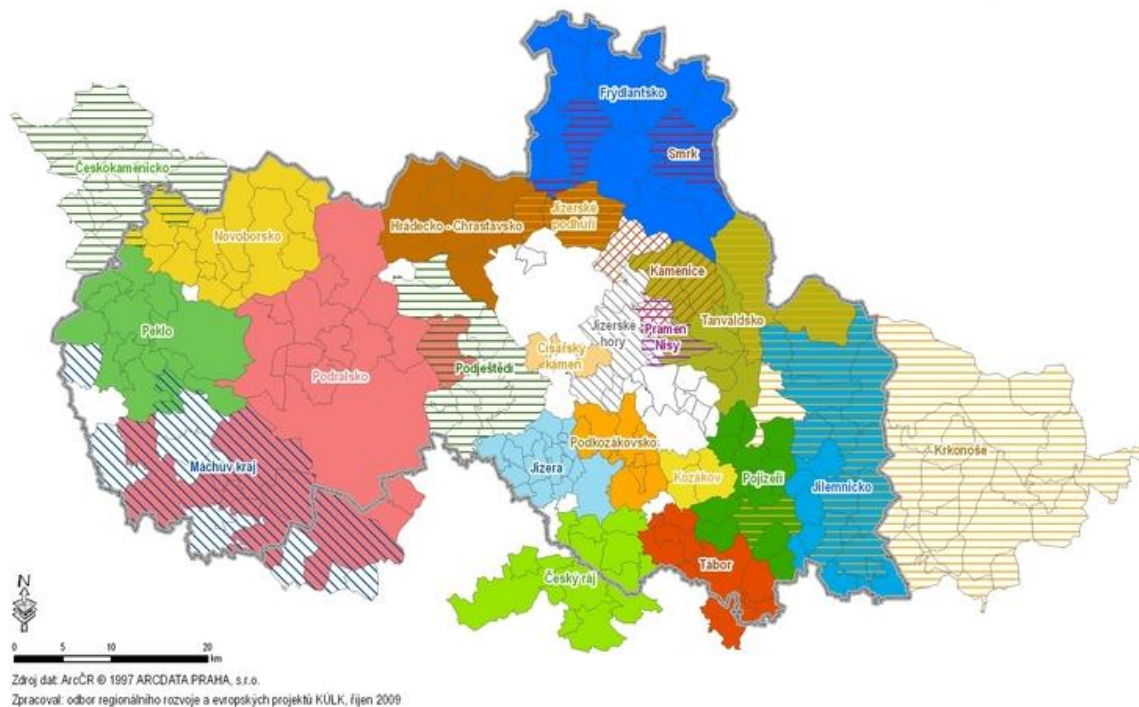 Frýdlantsko
Smrk
Českokamenicko
Jizerské
podhůří
Hrádecko - Chrastavsko
Novoborsko
Kamenice
Tanvaldsko
Jizerské
hory
Pramen
Nisy
Peklo
Císařský
kámen
Podještědí
Podralsko
Podkozákovsko
Krkonoše
Máchův kraj
Jizera
Kozákov
Pojizeří
Jilemnicko
Tábor
Český ráj
N
0 5 10 20
km
Zdroj dat: ArcČR © 1997 ARCDATA PRAHA, s.r.o.
Zpracoval: odbor regionálního rozvoje a evropských projektů KÚLK, říjen 2009